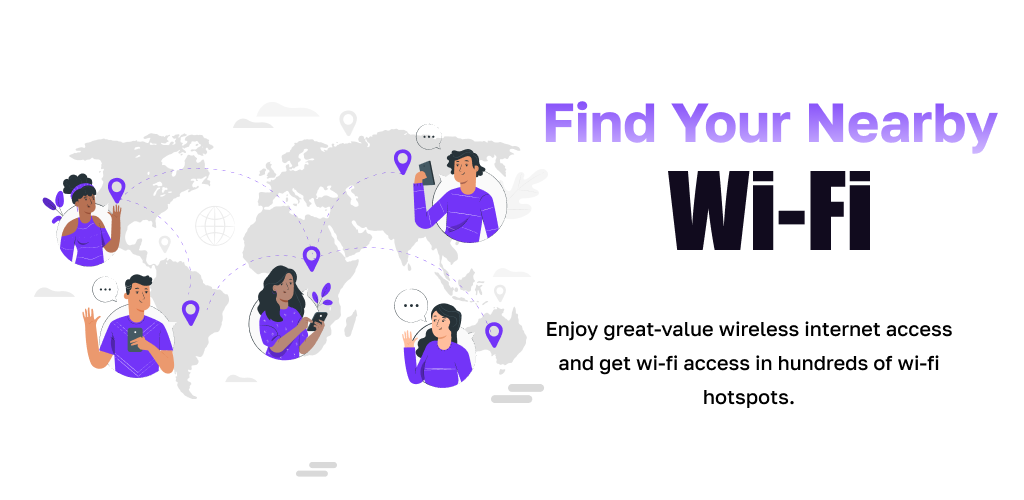 Find Your Nearby
Wi-Fi
Enjoy great-value wireless internet access
and get wi-fi access in hundreds of wi-fi
hotspots.